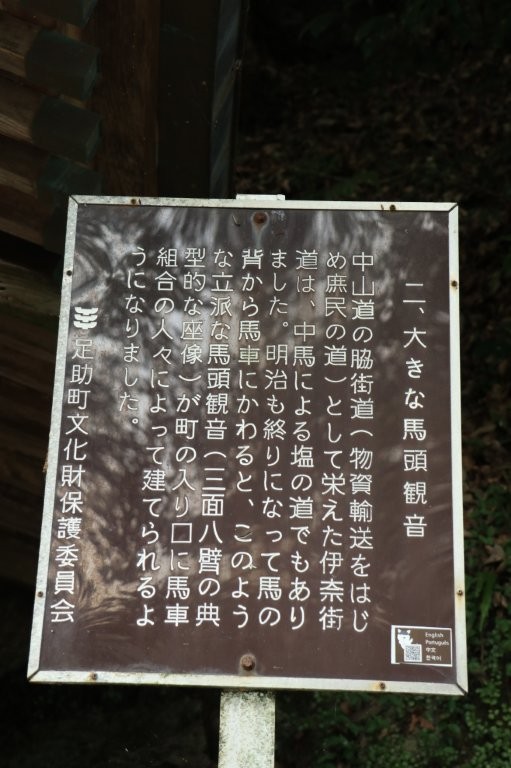 二、大きな馬頭観音
中山道の脇街道(物資輸送をはじ
め庶民の道)として栄えた伊奈街
道は、中馬による塩の道でもあり
ました。明治も終りになって馬の
背から馬車にかわると、このよう
な立派な馬頭観音(三面八臂の典
型的な座像)が町の入り口に馬車
組合の人々によって建てられるよ
うになりました。
足助町文化財保護委員会
English
Português
中文
한국어